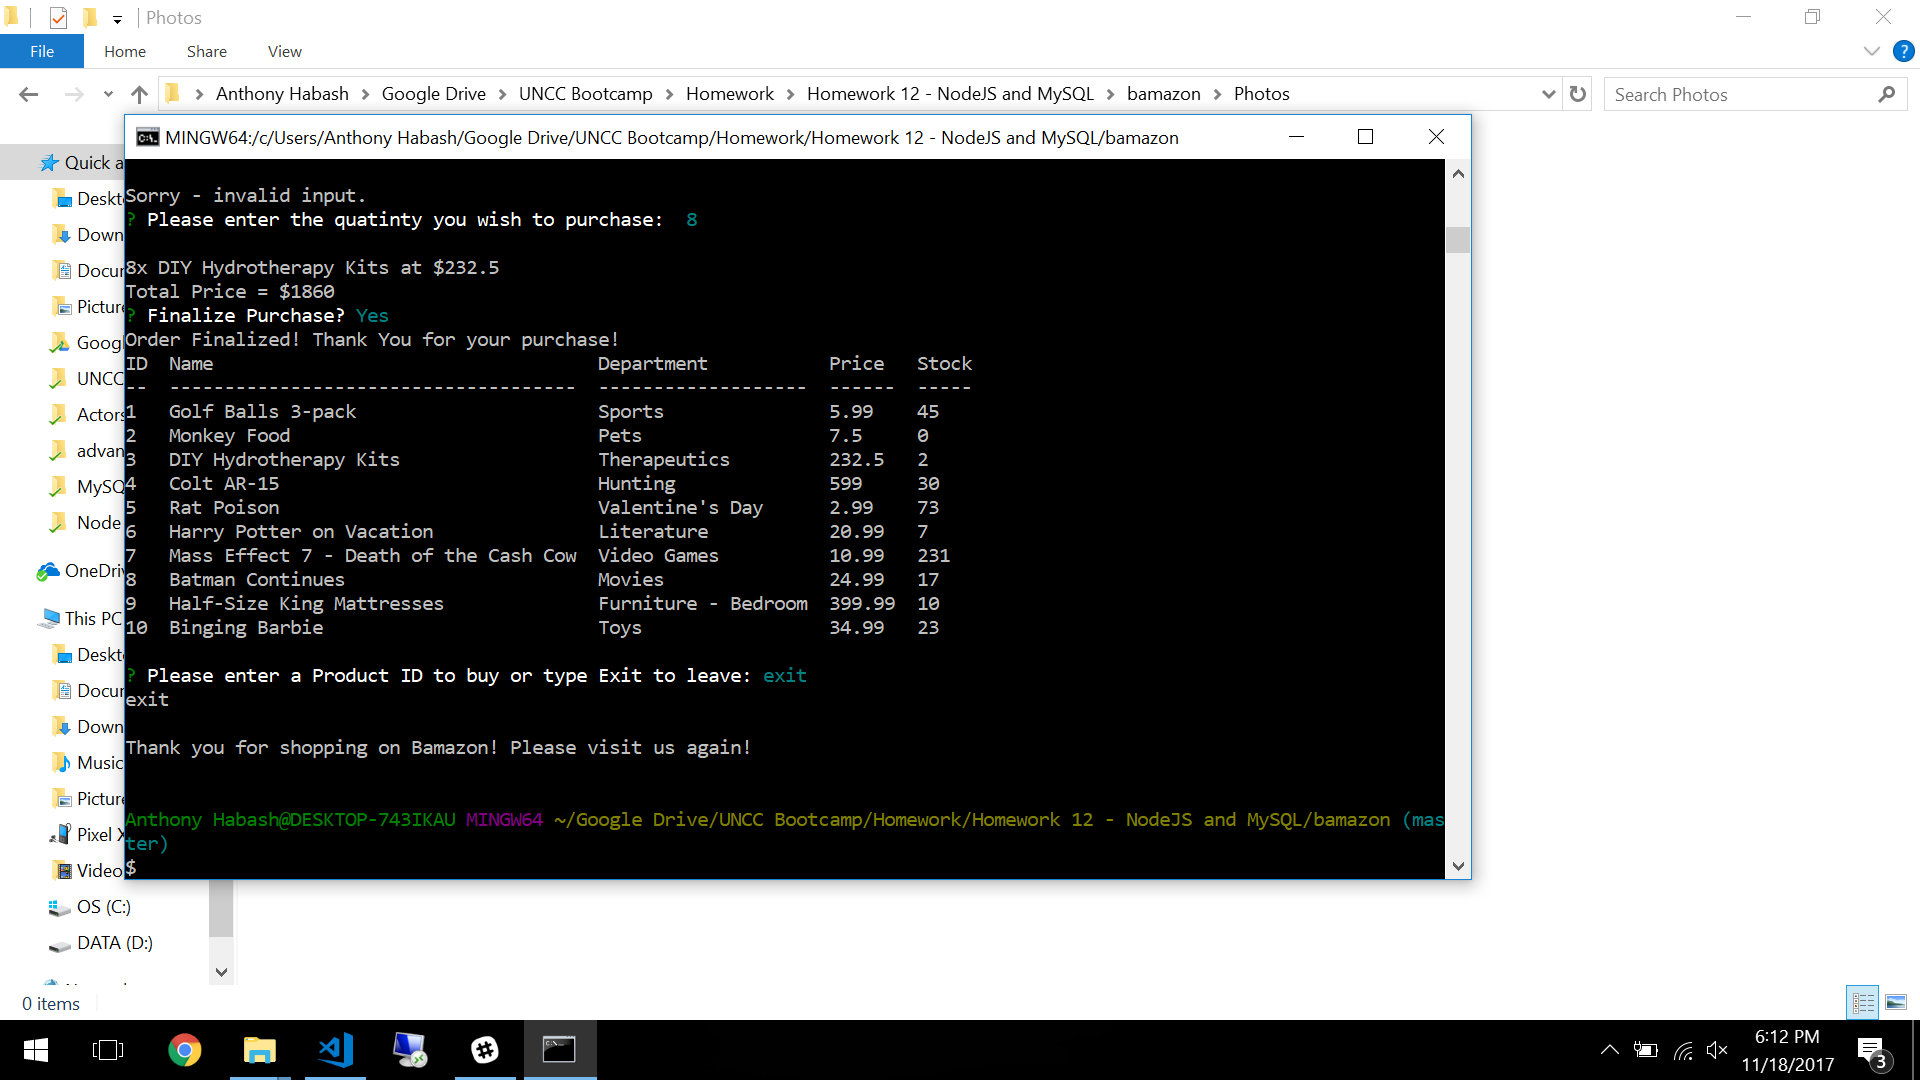 Photos
File Home Share View
Anthony Habash Google Drive UNCC Bootcamp Homework Homework 12 - NodeJS and MySQL bamazon Photos
Search Photos
MINGW64:/c/Users/Anthony Habash/Google Drive/UNCC Bootcamp/Homework/Homework 12 - NodeJS and MySQL/bamazon
Quick a
Deskt
Down
Docur
Picture
Googl
UNCC
Actors
advan
MySQ
Node
OneDriv
This PC
Deskt
Docur
Down
Music
Picture
Pixel X
Video
OS (C:)
DATA (D:)
Sorry - invalid input.
? Please enter the quatinty you wish to purchase: 8
8x DIY Hydrotherapy Kits at $232.5
Total Price = $1860
? Finalize Purchase? Yes
Order Finalized! Thank You for your purchase!
ID Name Department Price Stock
-- ------------------------------------- ------------------- ------ -----
1 Golf Balls 3-pack Sports 5.99 45
2 Monkey Food Pets 7.5 0
3 DIY Hydrotherapy Kits Therapeutics 232.5 2
4 Colt AR-15 Hunting 599 30
5 Rat Poison Valentine's Day 2.99 73
6 Harry Potter on Vacation Literature 20.99 7
7 Mass Effect 7 - Death of the Cash Cow Video Games 10.99 231
8 Batman Continues Movies 24.99 17
9 Half-Size King Mattresses Furniture - Bedroom 399.99 10
10 Binging Barbie Toys 34.99 23
? Please enter a Product ID to buy or type Exit to leave: exit
exit
Thank you for shopping on Bamazon! Please visit us again!
Anthony Habash@DESKTOP-743IKAU MINGW64 ~/Google Drive/UNCC Bootcamp/Homework/Homework 12 - NodeJS and MySQL/bamazon (mas
ter)
$
0 items
6:12 PM
11/18/2017
3